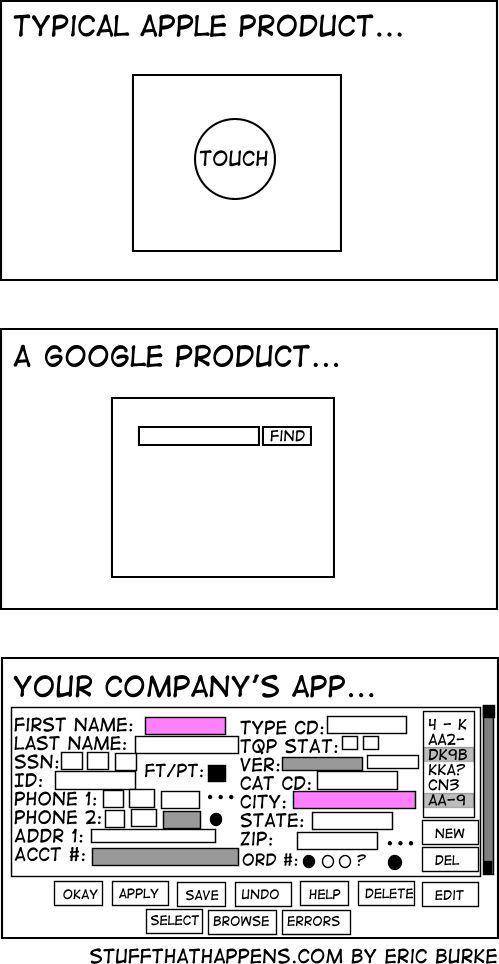 TYPICAL APPLE PRODUCT...
TOUCH
A GOOGLE PRODUCT...
FIND
YOUR COMPANY'S APP...
FIRST NAME:
LAST NAME:
SSN:
ID:
FT/PT:
PHONE 1:
PHONE 2:
ADDR 1:
ACCT #:
TYPE CD:
TQP STAT:
VER:
CAT CD:
CITY:
STATE:
ZIP:
ORD #: ?
4 - K
AA2-
DK9B
KKA?
CN3
AA-9
NEW
DEL
OKAY APPLY SAVE UNDO HELP DELETE EDIT
SELECT BROWSE ERRORS
STUFFTHATHAPPENS.COM BY ERIC BURKE